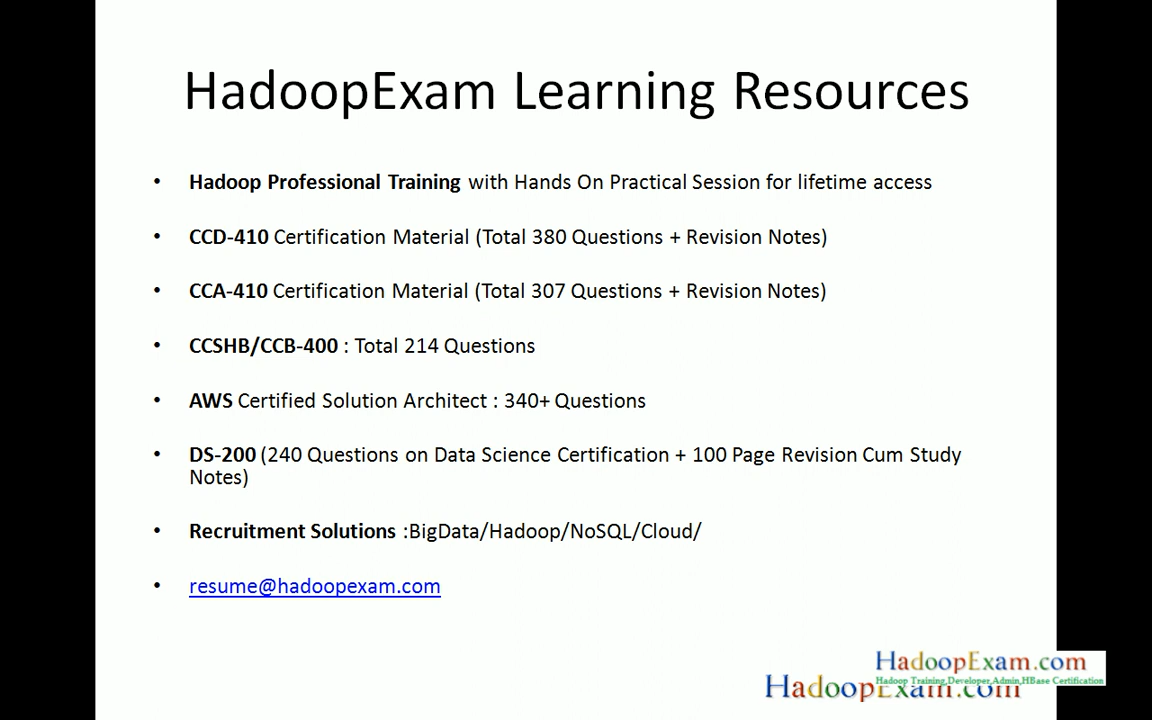 HadoopExam Learning Resources
• Hadoop Professional Training with Hands On Practical Session for lifetime access
• CCD-410 Certification Material (Total 380 Questions + Revision Notes)
• CCA-410 Certification Material (Total 307 Questions + Revision Notes)
• CCSHB/CCB-400 : Total 214 Questions
• AWS Certified Solution Architect : 340+ Questions
• DS-200 (240 Questions on Data Science Certification + 100 Page Revision Cum Study
Notes)
• Recruitment Solutions :BigData/Hadoop/NoSQL/Cloud/
• resume@hadoopexam.com
HadoopExam.com
Hadoop Training,Developer,Admin,HBase Certification
HadoopExam.com